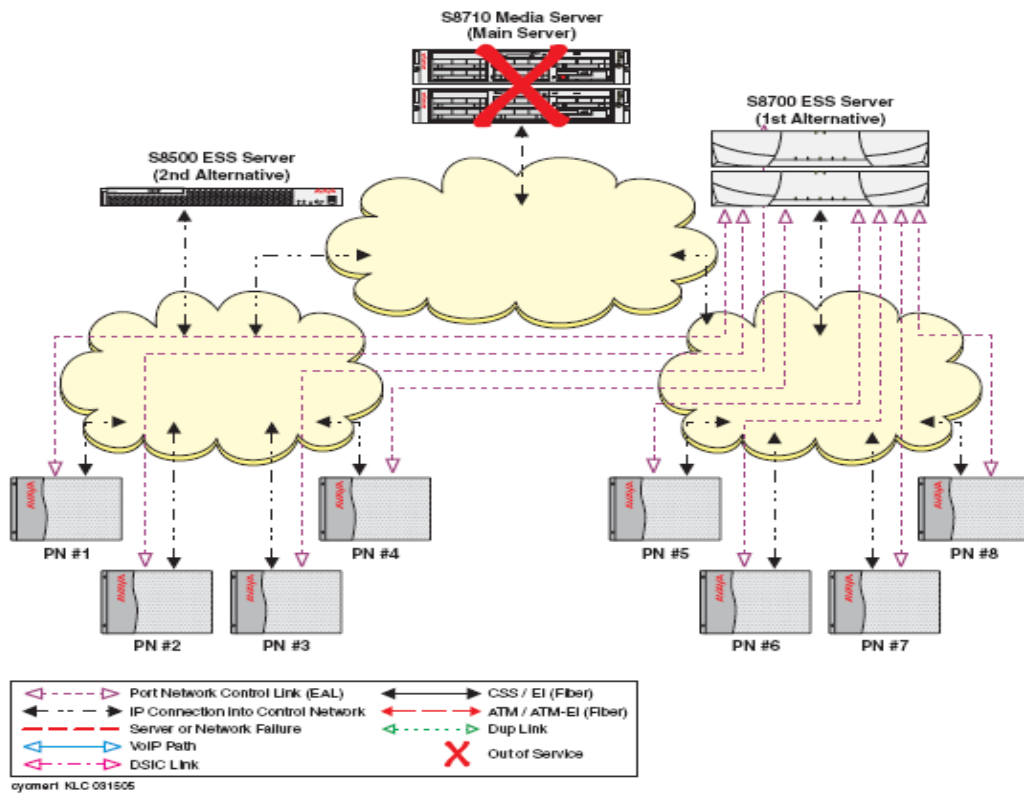 S8710 Media Server
(Main Server)
S8700 ESS Server
(1st Alternative)
S8500 ESS Server
(2nd Alternative)
AVAYA
PN #1
PN #4
PN #5
PN #8
PN #2
PN #3
PN #6
PN #7
Port Network Control Link (EAL)
IP Connection into Control Network
Server or Network Failure
VoIP Path
DSIC Link
CSS / EI (Fiber)
ATM / ATM-EI (Fiber)
Dup Link
Out of Service
cycmer1 KLC 031505